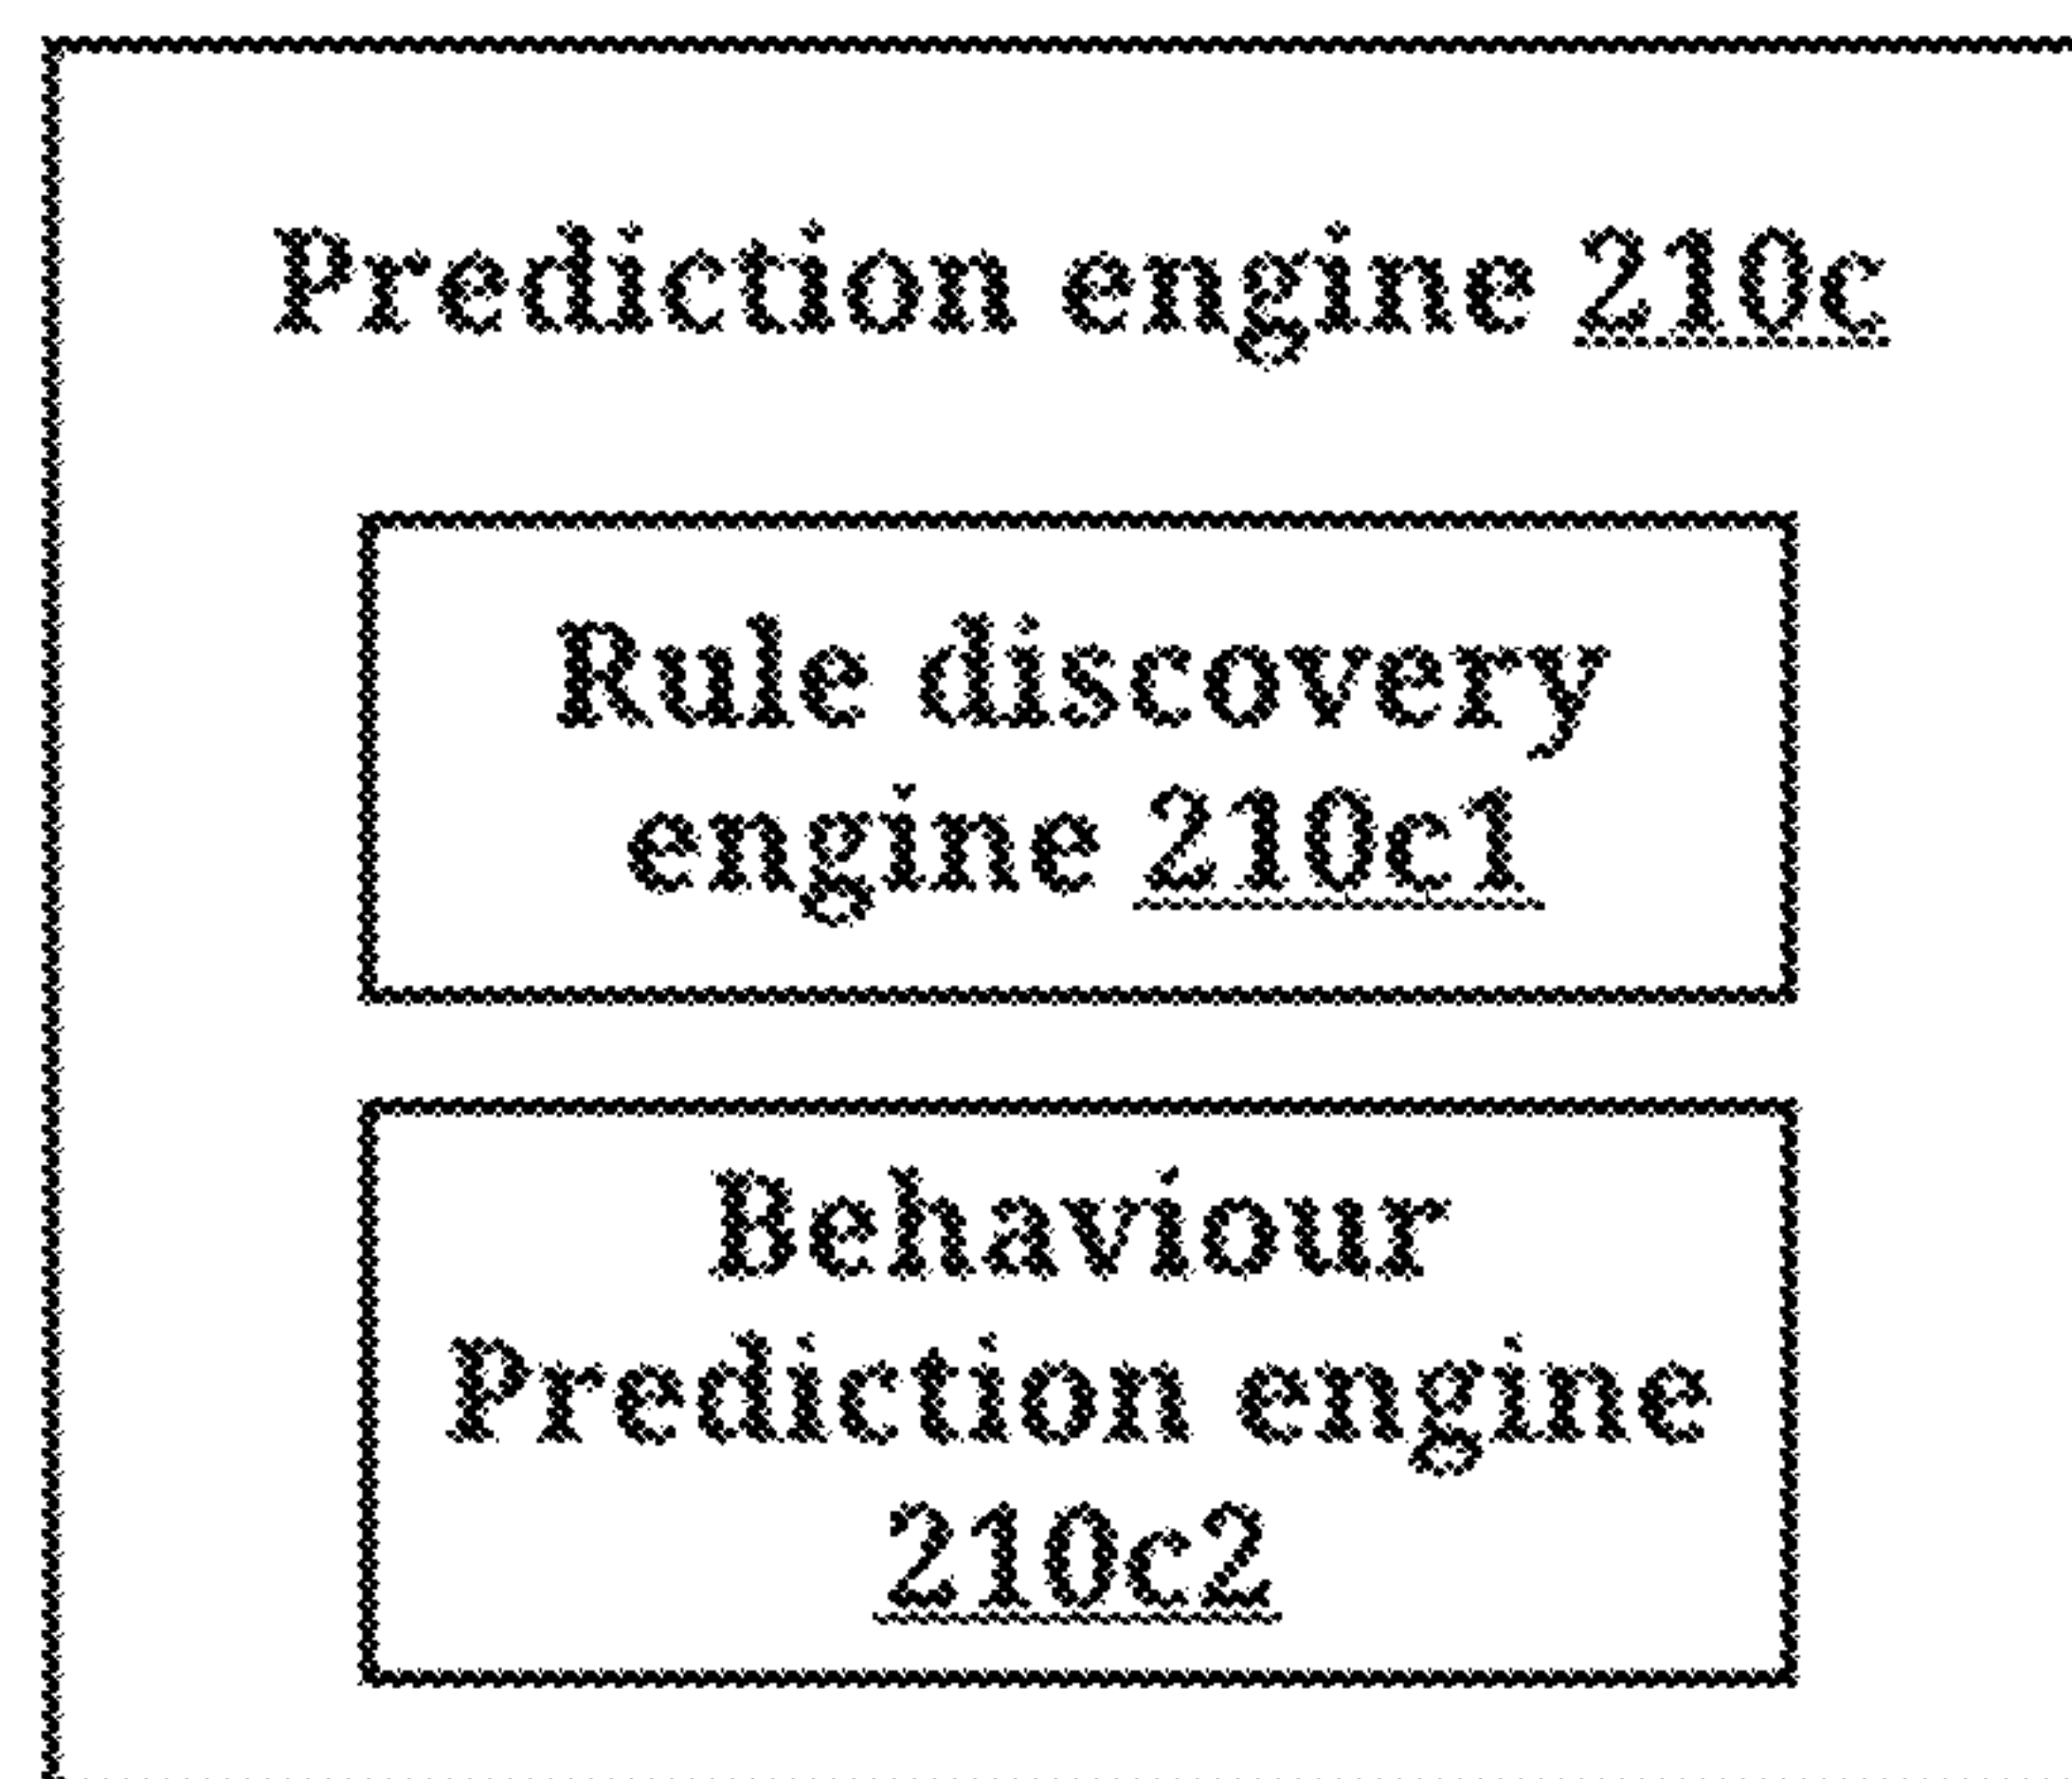 Prediction engine 210c
Rule discovery
engine 210c1
Behaviour
Prediction engine
210c2